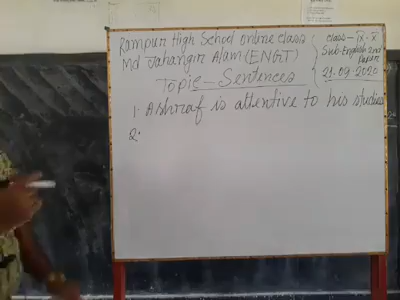 Rampur High School online class
Md Jahangir Alam (ENGT)
class - IX-X
Sub-English 2nd
Paper
21.09.2020
Topic - Sentences
1. Ashraf is attentive to his studies
2.